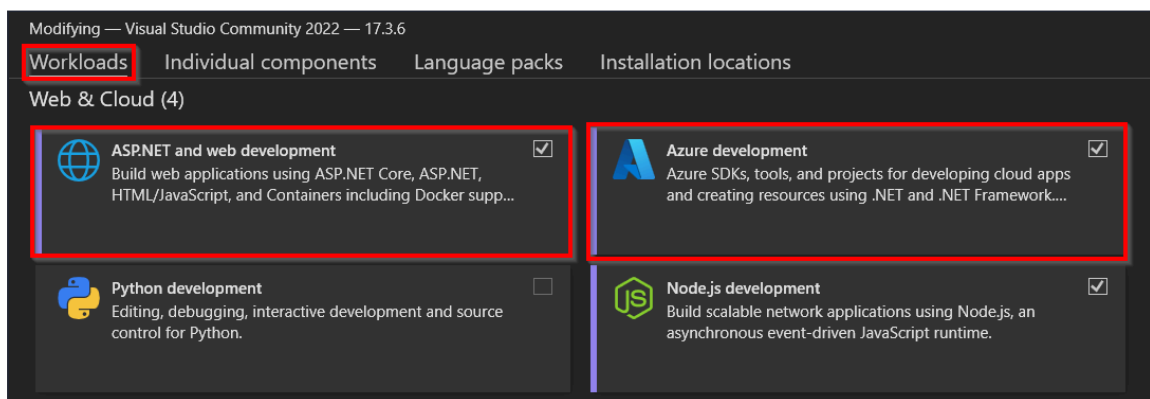 Modifying — Visual Studio Community 2022 — 17.3.6
Workloads Individual components Language packs Installation locations
Web & Cloud (4)
ASP.NET and web development
Build web applications using ASP.NET Core, ASP.NET,
HTML/JavaScript, and Containers including Docker supp...
Azure development
Azure SDKs, tools, and projects for developing cloud apps
and creating resources using .NET and .NET Framework....
Python development
Editing, debugging, interactive development and source
control for Python.
JS
Node.js development
Build scalable network applications using Node.js, an
asynchronous event-driven JavaScript runtime.